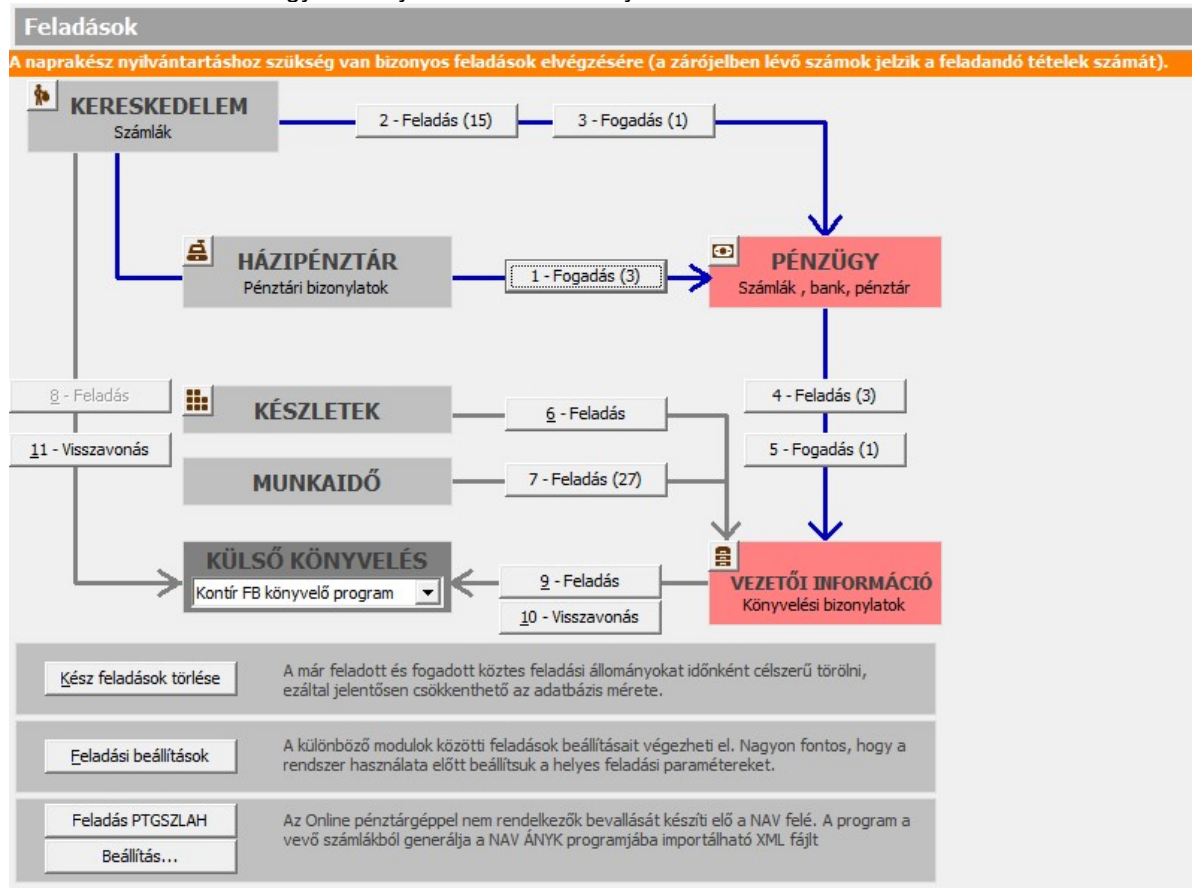 Feladások
A naprakész nyilvántartáshoz szükség van bizonyos feladások elvégzésére (a zárójelben lévő számok jelzik a feladandó tételek számát).
KERESKEDELEM
Számlák
2 - Feladás (15)
3 - Fogadás (1)
HÁZIPÉNZTÁR
Pénztári bizonylatok
1 - Fogadás (3)
PÉNZÜGY
Számlák , bank, pénztár
8 - Feladás
11 - Visszavonás
KÉSZLETEK
6 - Feladás
4 - Feladás (3)
5 - Fogadás (1)
MUNKAIDŐ
7 - Feladás (27)
KÜLSŐ KÖNYVELÉS
Kontír FB könyvelő program
9 - Feladás
10 - Visszavonás
VEZETŐI INFORMÁCIÓ
Könyvelési bizonylatok
Kész feladások törlése
A már feladott és fogadott köztes feladási állományokat időnként célszerű törölni,
ezáltal jelentősen csökkenthető az adatbázis mérete.
Feladási beállítások
A különböző modulok közötti feladások beállításait végezheti el. Nagyon fontos, hogy a
rendszer használata előtt beállítsuk a helyes feladási paramétereket.
Feladás PTGSZLAH
Beállítás...
Az Online pénztárgéppel nem rendelkezők bevallását készíti elő a NAV felé. A program a
vevő számlákból generálja a NAV ÁNYK programjába importálható XML fájlt